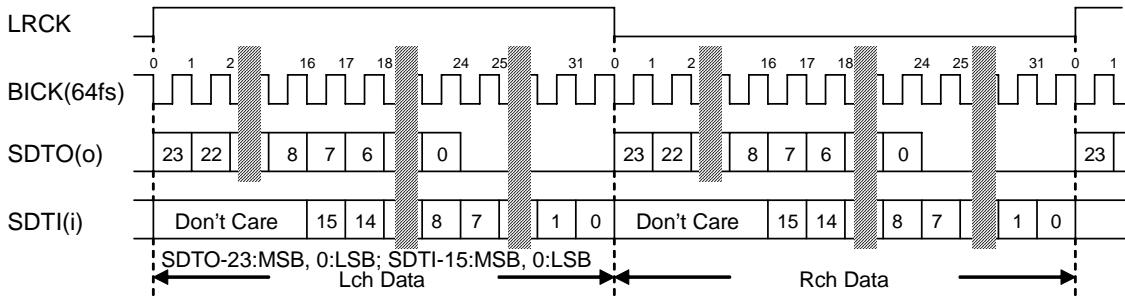 LRCK
0 1 2 16 17 18 24 25 31 0 1 2 16 17 18 24 25 31 0 1
BICK(64fs)
SDTO(o) 23 22 8 7 6 0 23 22 8 7 6 0 23
SDTI(i) Don't Care 15 14 8 7 1 0 Don't Care 15 14 8 7 1 0
SDTO-23:MSB, 0:LSB; SDTI-15:MSB, 0:LSB
Lch Data Rch Data